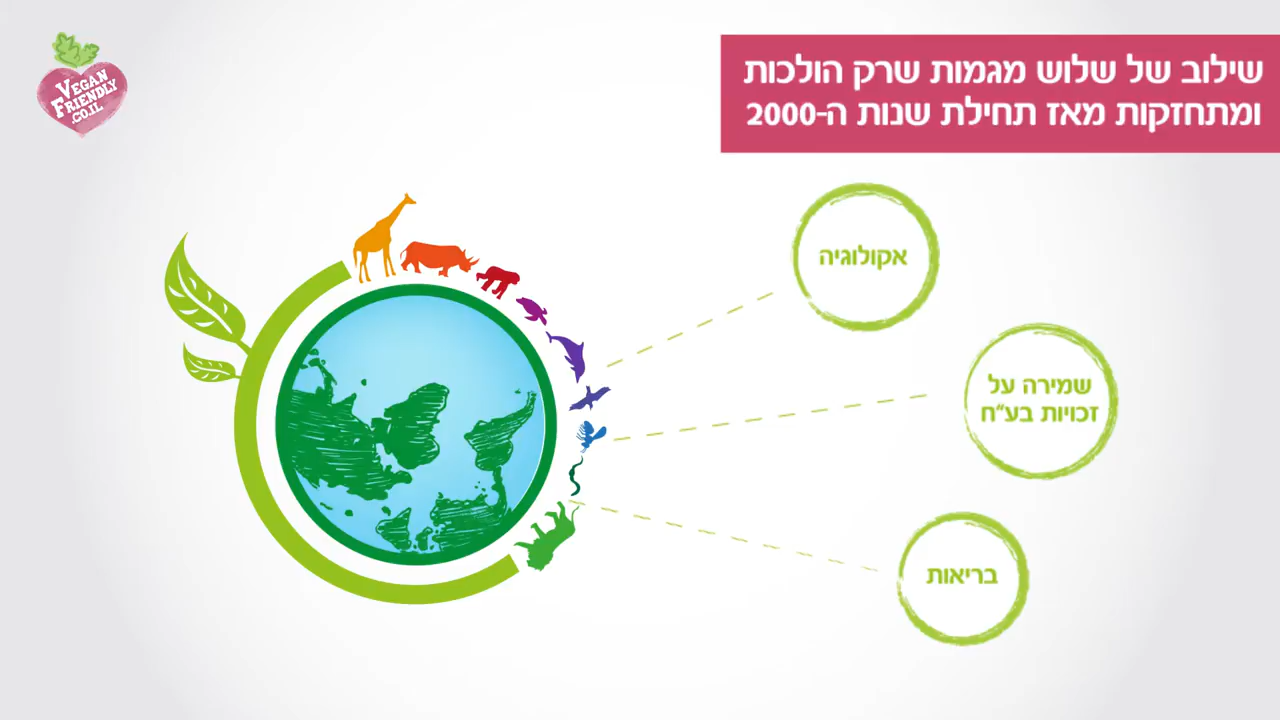 VEGAN
FRIENDLY
.CO.IL
שילוב של שלוש מגמות שרק הולכות
ומתחזקות מאז תחילת שנות ה-2000
אקולוגיה
שמירה על
זכויות בע״ח
בריאות